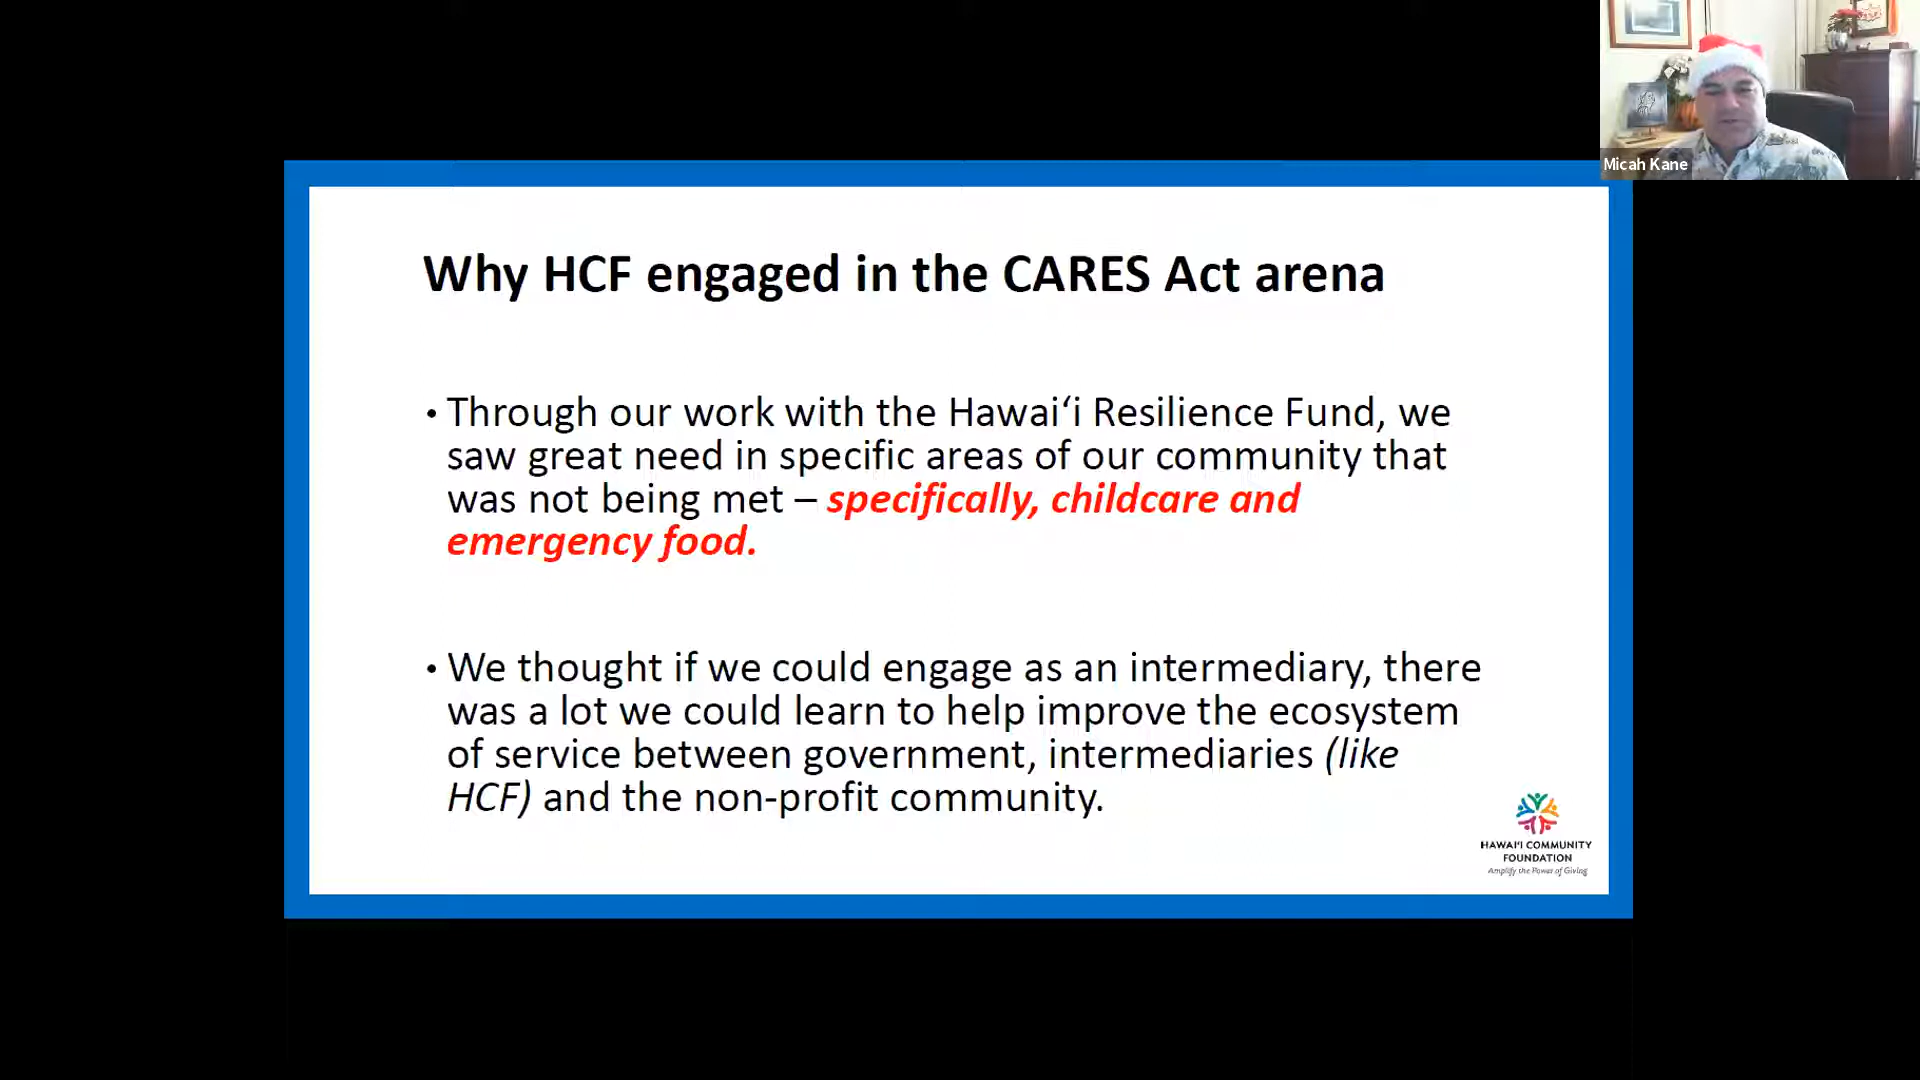 Micah Kane
Why HCF engaged in the CARES Act arena
• Through our work with the Hawai‘i Resilience Fund, we
saw great need in specific areas of our community that
was not being met – specifically, childcare and
emergency food.
• We thought if we could engage as an intermediary, there
was a lot we could learn to help improve the ecosystem
of service between government, intermediaries (like
HCF) and the non-profit community.
HAWAI‘I COMMUNITY
FOUNDATION
Amplify the Power of Giving